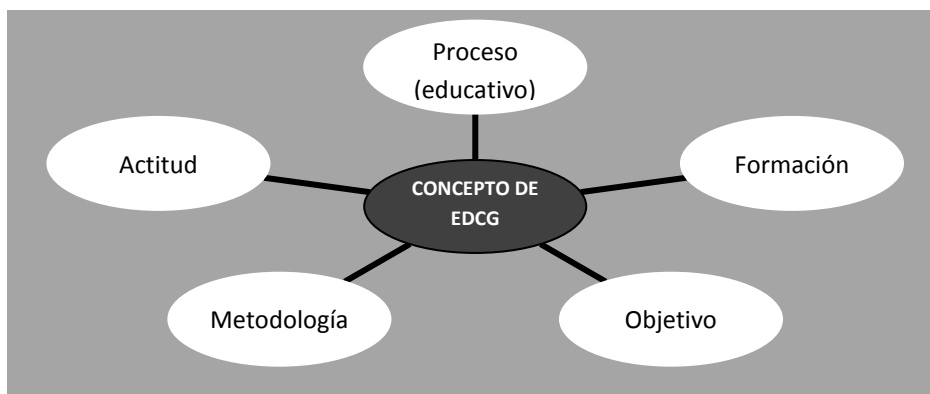 Proceso
(educativo)
Actitud
Formación
CONCEPTO DE
EDCG
Metodología
Objetivo